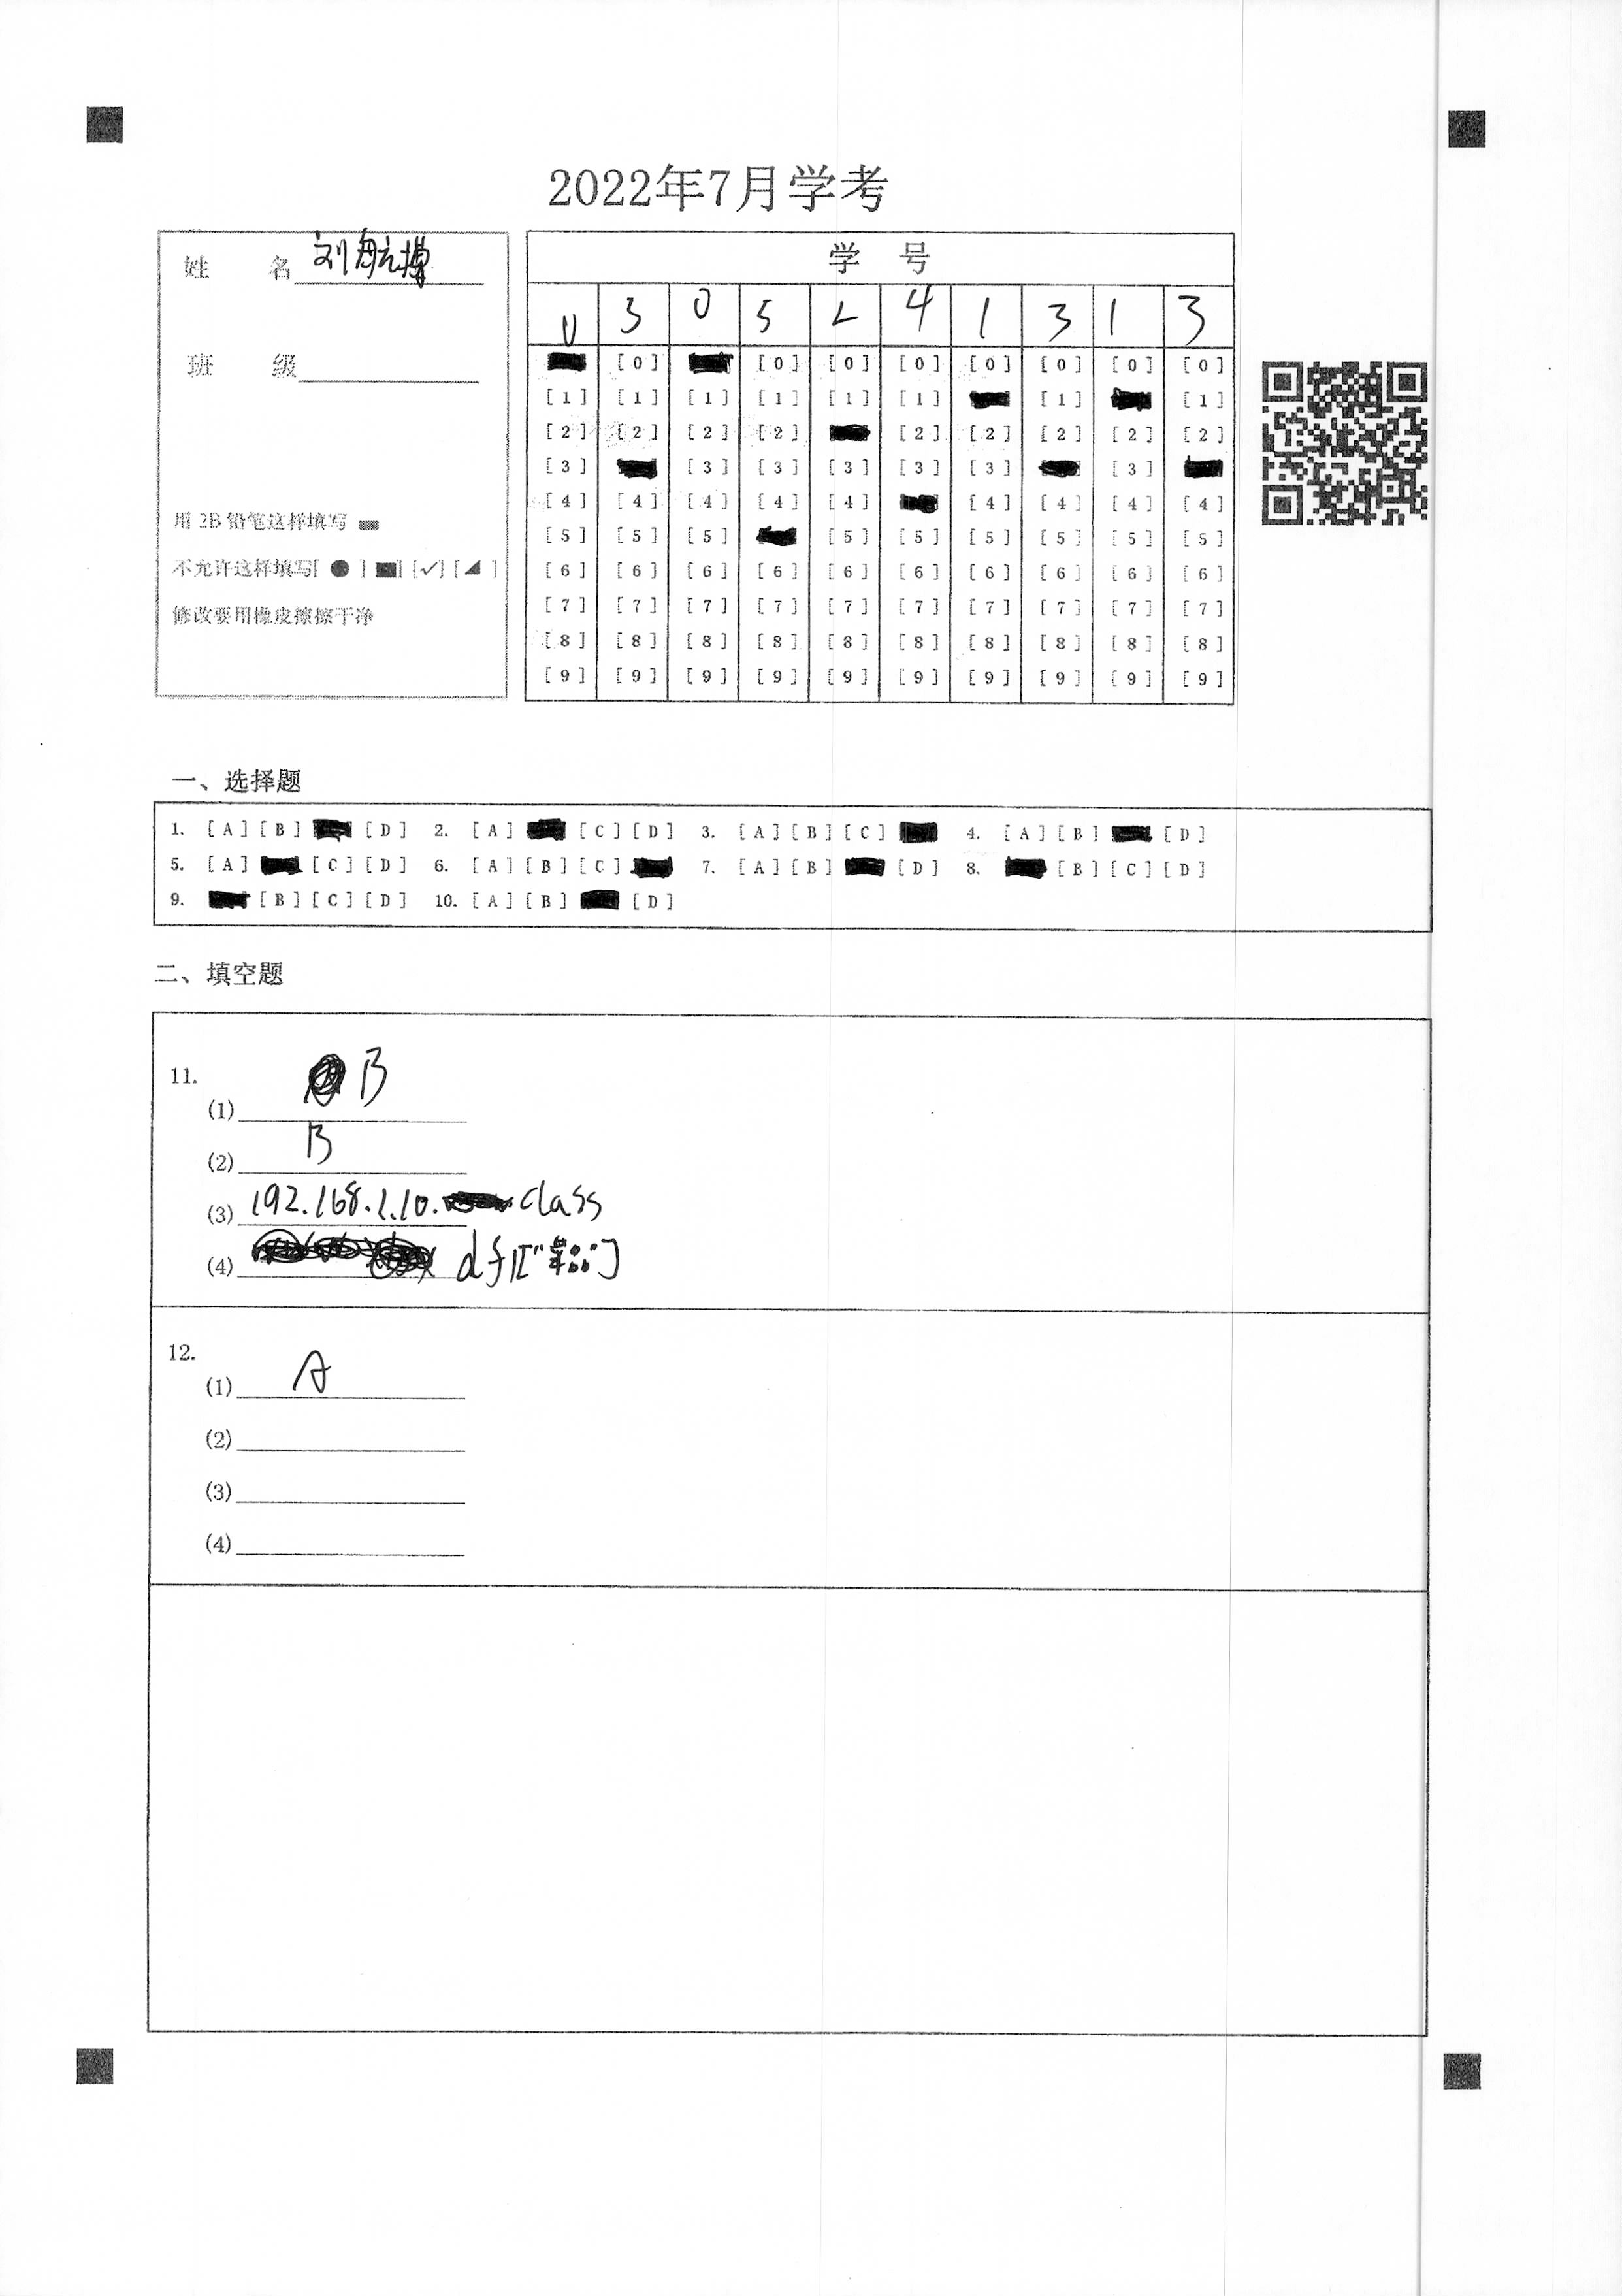 2022年7月学考
姓 名 刘航博
班 级
用 2B 铅笔这样填写
不允许这样填写[ ● ] [■] [✓] [◢ ]
修改要用橡皮擦擦干净
学 号
0 3 0 5 2 4 1 3 1 3
[0] [0] [0] [0] [0] [0] [0] [0]
[1] [1] [1] [1] [1] [1] [1] [1]
[2] [2] [2] [2] [2] [2] [2] [2] [2]
[3] [3] [3] [3] [3] [3] [3]
[4] [4] [4] [4] [4] [4] [4] [4] [4]
[5] [5] [5] [5] [5] [5] [5] [5] [5]
[6] [6] [6] [6] [6] [6] [6] [6] [6] [6]
[7] [7] [7] [7] [7] [7] [7] [7] [7] [7]
[8] [8] [8] [8] [8] [8] [8] [8] [8] [8]
[9] [9] [9] [9] [9] [9] [9] [9] [9] [9]
一、选择题
1. [A] [B] [D] 2. [A] [C] [D] 3. [A] [B] [C] 4. [A] [B] [D]
5. [A] [C] [D] 6. [A] [B] [C] 7. [A] [B] [D] 8. [B] [C] [D]
9. [B] [C] [D] 10. [A] [B] [D]
二、填空题
11.
(1) B
(2) B
(3) 192.168.1.10. class
(4) df1["
12.
(1) A
(2)
(3)
(4)